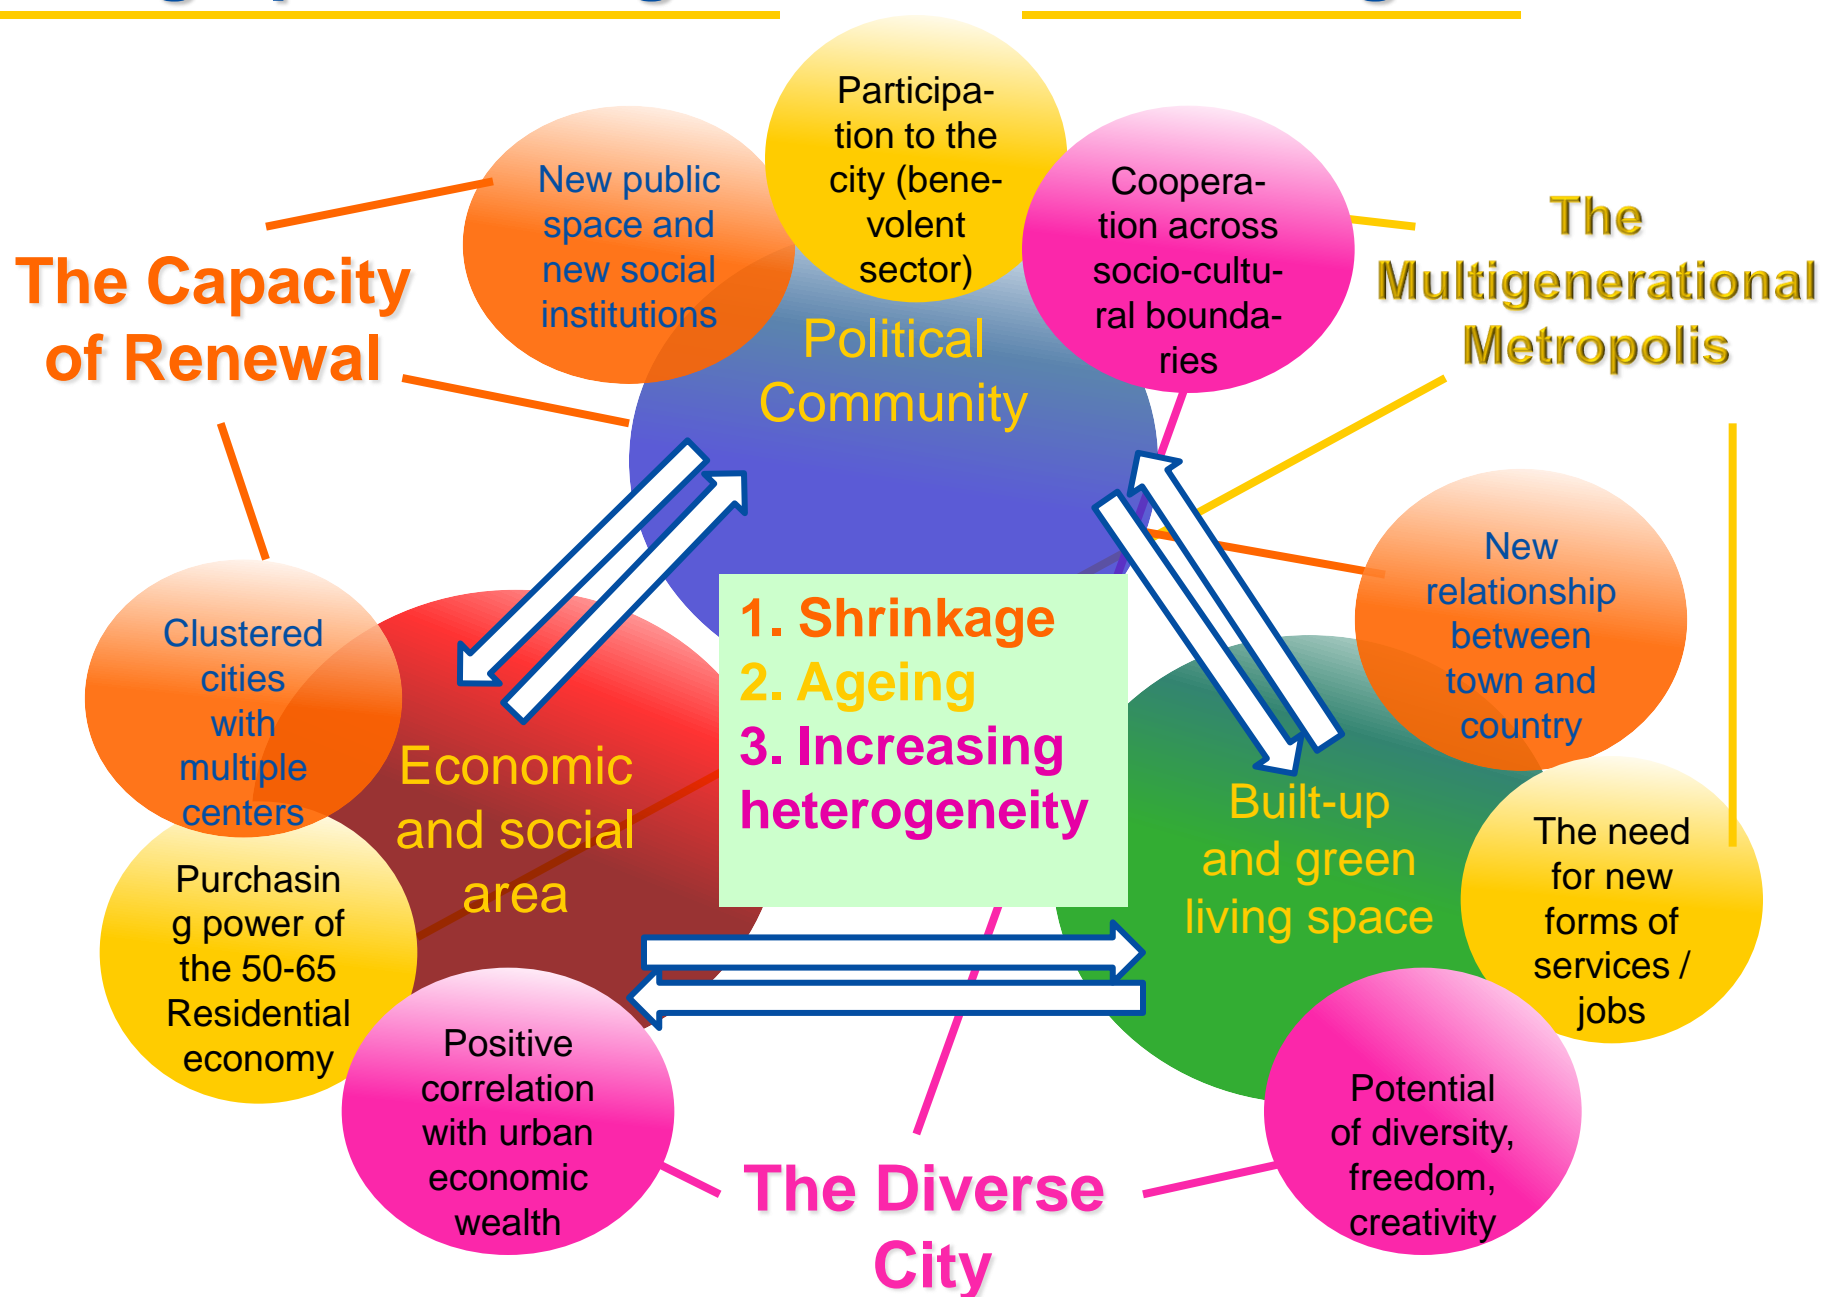 Participa-
tion to the
city (bene-
volent
sector)
New public
space and
new social
institutions
Coopera-
tion across
socio-cultu-
ral bounda-
ries
The Capacity
of Renewal
The
Multigenerational
Metropolis
Political
Community
New
relationship
between
town and
country
Clustered
cities
with
multiple
centers
1. Shrinkage
2. Ageing
3. Increasing
heterogeneity
Economic
and social
area
Built-up
and green
living space
The need
for new
forms of
services /
jobs
Purchasin
g power of
the 50-65
Residential
economy
Positive
correlation
with urban
economic
wealth
Potential
of diversity,
freedom,
creativity
The Diverse
City